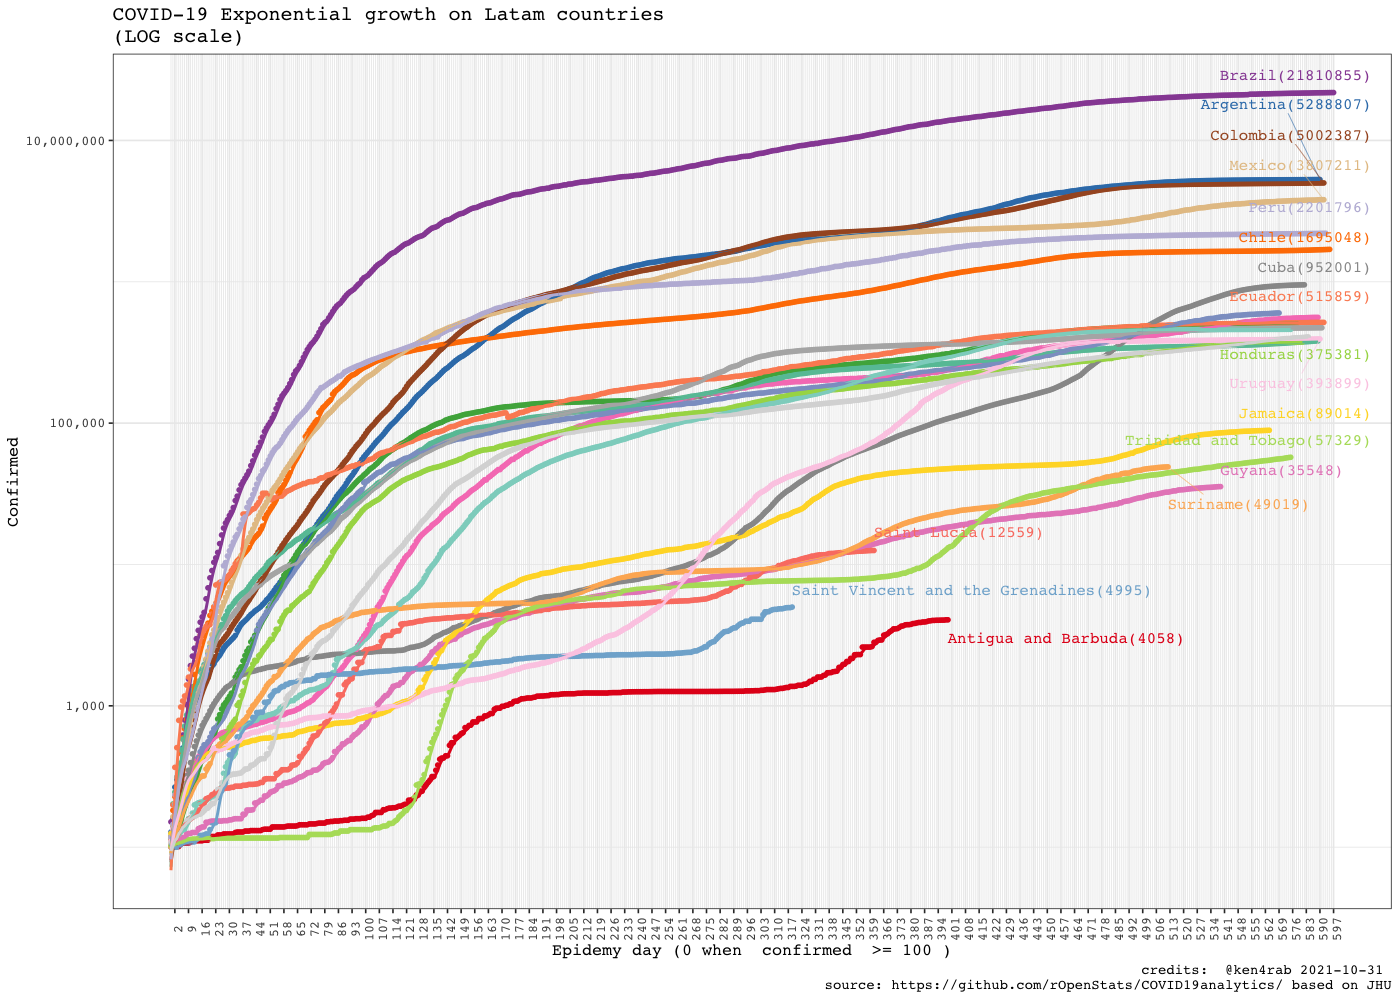 COVID-19 Exponential growth on Latam countries
(LOG scale)
Brazil(21810855)
Argentina(5288807)
10,000,000
Colombia(5002387)
Mexico(3807211)
Peru(2201796)
Chile(1695048)
Cuba(952001)
Ecuador(515859)
Honduras(375381)
Uruguay(393899)
Jamaica(89014)
100,000
Trinidad and Tobago(57329)
Guyana(35548)
Suriname(49019)
Saint Lucia(12559)
Saint Vincent and the Grenadines(4995)
Antigua and Barbuda(4058)
1,000
Confirmed
2 9 16 23 30 37 44 51 58 65 72 79 86 93 100 107 114 121 128 135 142 149 156 163 170 177 184 191 198 205 212 219 226 233 240 247 254 261 268 275 282 289 296 303 310 317 324 331 338 345 352 359 366 373 380 387 394 401 408 415 422 429 436 443 450 457 464 471 478 485 492 499 506 513 520 527 534 541 548 555 562 569 576 583 590 597
Epidemy day (0 when confirmed >= 100 )
credits: @ken4rab 2021-10-31
source: https://github.com/rOpenStats/COVID19analytics/ based on JHU